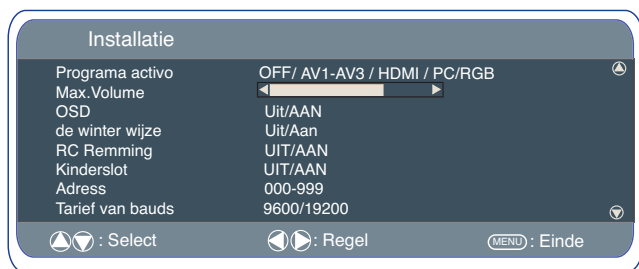 Installatie
Programa activo OFF/ AV1-AV3 / HDMI / PC/RGB
Max.Volume
OSD Uit/AAN
de winter wijze Uit/Aan
RC Remming UIT/AAN
Kinderslot UIT/AAN
Adress 000-999
Tarief van bauds 9600/19200
: Select : Regel MENU : Einde